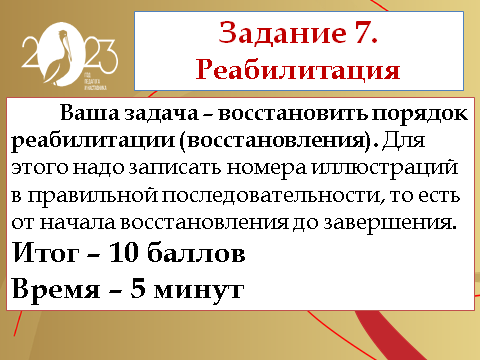 Задание 7.
Реабилитация
2023
ГОД
ПЕДАГОГА
И НАСТАВНИКА
Ваша задача – восстановить порядок
реабилитации (восстановления). Для
этого надо записать номера иллюстраций
в правильной последовательности, то есть
от начала восстановления до завершения.
Итог – 10 баллов
Время – 5 минут